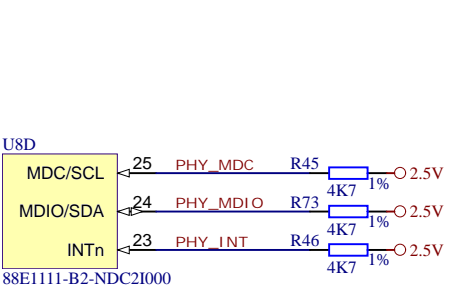 U8D
MDC/SCL 25 PHY_MDC R45 4K7 1% 2.5V
MDIO/SDA 24 PHY_MDIO R73 4K7 1% 2.5V
INTn 23 PHY_INT R46 4K7 1% 2.5V
88E1111-B2-NDC2I000